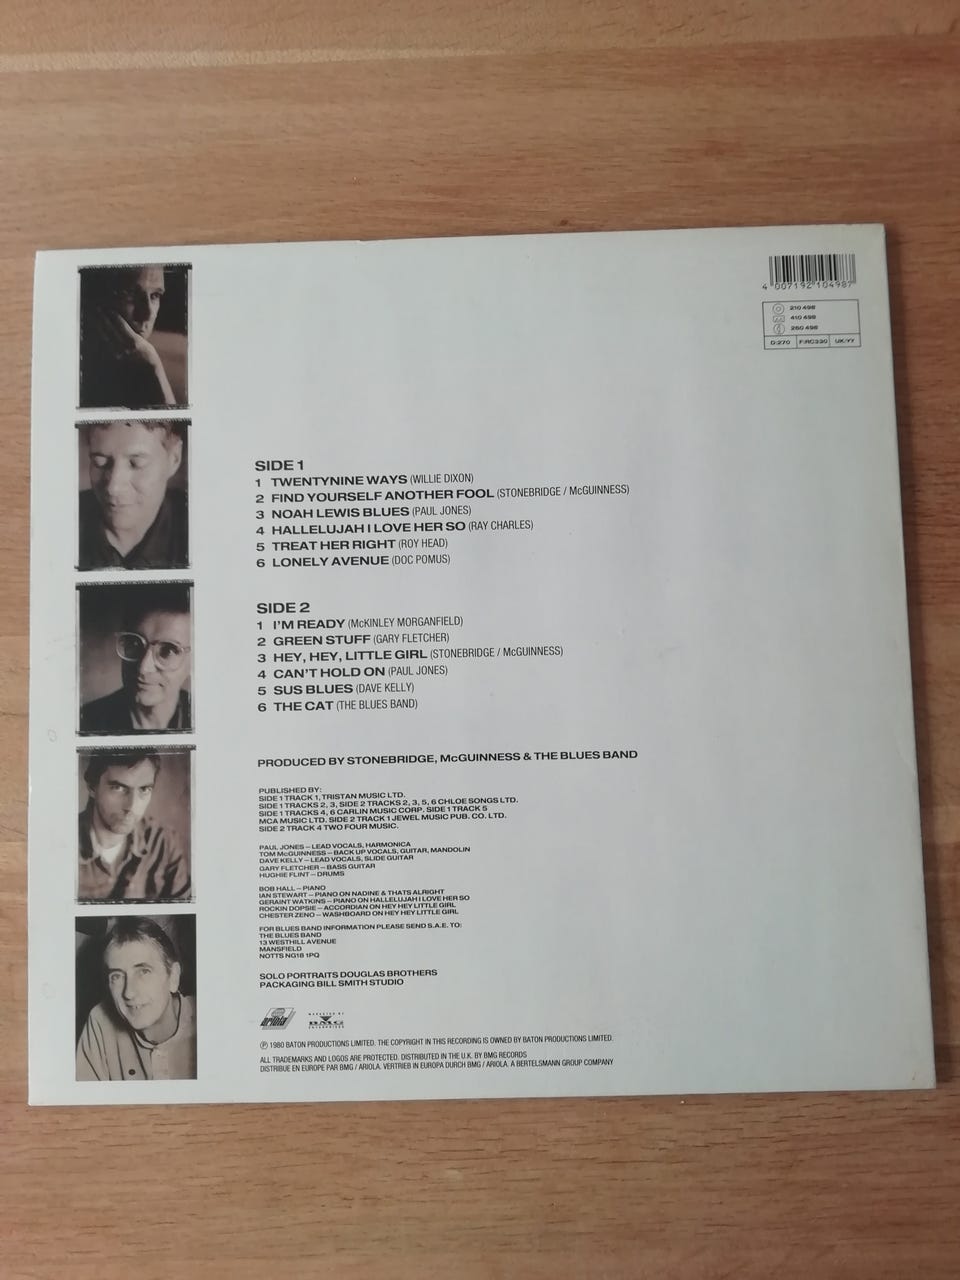 4 007192 104987
210 498
410 498
260 498
D:270 F:RC330 UK:YY
SIDE 1
1 TWENTYNINE WAYS (WILLIE DIXON)
2 FIND YOURSELF ANOTHER FOOL (STONEBRIDGE / McGUINNESS)
3 NOAH LEWIS BLUES (PAUL JONES)
4 HALLELUJAH I LOVE HER SO (RAY CHARLES)
5 TREAT HER RIGHT (ROY HEAD)
6 LONELY AVENUE (DOC POMUS)
SIDE 2
1 I'M READY (McKINLEY MORGANFIELD)
2 GREEN STUFF (GARY FLETCHER)
3 HEY, HEY, LITTLE GIRL (STONEBRIDGE / McGUINNESS)
4 CAN'T HOLD ON (PAUL JONES)
5 SUS BLUES (DAVE KELLY)
6 THE CAT (THE BLUES BAND)
PRODUCED BY STONEBRIDGE, McGUINNESS & THE BLUES BAND
PUBLISHED BY:
SIDE 1 TRACK 1, TRISTAN MUSIC LTD.
SIDE 1 TRACKS 2, 3, SIDE 2 TRACKS 2, 3, 5, 6 CHLOE SONGS LTD.
SIDE 1 TRACKS 4, 6 CARLIN MUSIC CORP. SIDE 1 TRACK 5
MCA MUSIC LTD. SIDE 2 TRACK 1 JEWEL MUSIC PUB. CO. LTD.
SIDE 2 TRACK 4 TWO FOUR MUSIC.
PAUL JONES – LEAD VOCALS, HARMONICA
TOM McGUINNESS – BACK UP VOCALS, GUITAR, MANDOLIN
DAVE KELLY – LEAD VOCALS, SLIDE GUITAR
GARY FLETCHER – BASS GUITAR
HUGHIE FLINT – DRUMS
BOB HALL – PIANO
IAN STEWART – PIANO ON NADINE & THATS ALRIGHT
GERAINT WATKINS – PIANO ON HALLELUJAH I LOVE HER SO
ROCKIN DOPSIE – ACCORDIAN ON HEY HEY LITTLE GIRL
CHESTER ZENO – WASHBOARD ON HEY HEY LITTLE GIRL
FOR BLUES BAND INFORMATION PLEASE SEND S.A.E. TO:
THE BLUES BAND
13 WESTHILL AVENUE
MANSFIELD
NOTTS NG18 1PQ
SOLO PORTRAITS DOUGLAS BROTHERS
PACKAGING BILL SMITH STUDIO
ARIOLA
BMG
℗ 1980 BATON PRODUCTIONS LIMITED. THE COPYRIGHT IN THIS RECORDING IS OWNED BY BATON PRODUCTIONS LIMITED.
ALL TRADEMARKS AND LOGOS ARE PROTECTED. DISTRIBUTED IN THE U.K. BY BMG RECORDS
DISTRIBUE EN EUROPE PAR BMG / ARIOLA. VERTRIEB IN EUROPA DURCH BMG / ARIOLA. A BERTELSMANN GROUP COMPANY